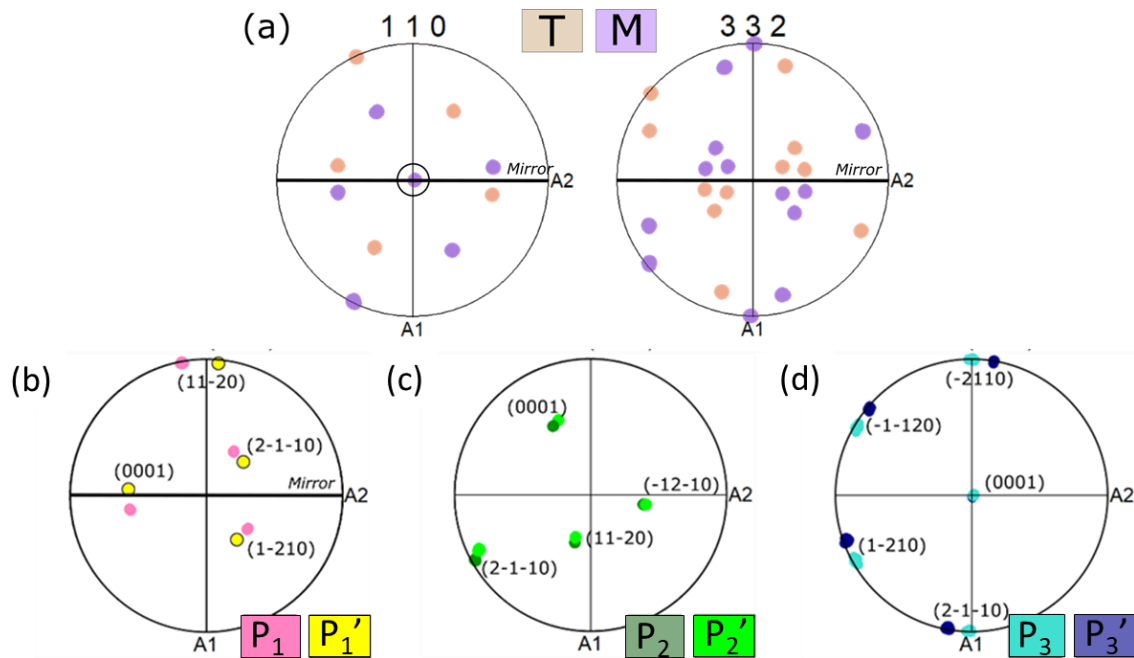 (a)
1 1 0
T M
3 3 2
Mirror
A2
A1
Mirror
A2
A1
(b)
(11-20)
(2-1-10)
(0001)
Mirror
A2
(1-210)
A1
P1 P1’
(c)
(0001)
(-12-10)
A2
(11-20)
(2-1-10)
A1
P2 P2’
(d)
(-2110)
(-1-120)
(0001)
A2
(1-210)
(2-1-10)
A1
P3 P3’